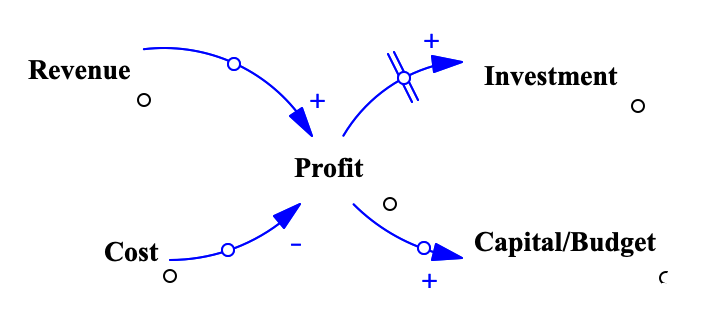 +
Revenue
Investment
+
Profit
Cost
-
Capital/Budget
+